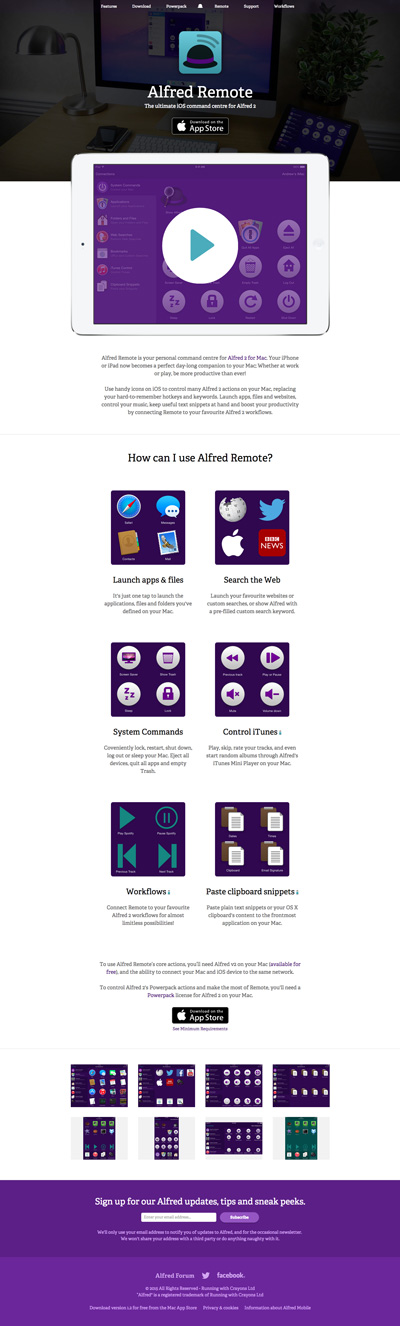 Features Download Powerpack Remote Support Workflows
Alfred Remote
The ultimate iOS command centre for Alfred 2
Download on the
App Store
Alfred Remote is your personal command centre for Alfred 2 for Mac. Your iPhone
or iPad now becomes a perfect day-long companion to your Mac. Whether at work
or play, be more productive than ever!
Use handy icons on iOS to control many Alfred 2 actions on your Mac, replacing
your hard-to-remember hotkeys and keywords. Launch apps, files and websites,
control your music, keep useful text snippets at hand and boost your productivity
by connecting Remote to your favourite Alfred 2 workflows.
How can I use Alfred Remote?
Safari Messages
Contacts Mail
BBC
NEWS
Launch apps & files
It's just one tap to launch the
applications, files and folders you've
defined on your Mac.
Search the Web
Launch your favourite websites or
custom searches, or show Alfred with
a pre-filled custom search keyword.
Screen Saver Show Trash
Sleep Lock
Previous track Play or Pause
Mute Volume down
System Commands
Coveniently lock, restart, shut down,
log out or sleep your Mac. Eject all
devices, quit all apps and empty
Trash.
Control iTunes
Play, skip, rate your tracks, and even
start random albums through Alfred's
iTunes Mini Player on your Mac.
Play Spotify Pause Spotify
Previous Track Next Track
Clipboard Email Signature
Workflows
Connect Remote to your favourite
Alfred 2 workflows for almost
limitless possibilities!
Paste clipboard snippets
Paste plain text snippets or your OS X
clipboard's content to the frontmost
application on your Mac.
To use Alfred Remote's core actions, you'll need Alfred v2 on your Mac (available for
free), and the ability to connect your Mac and iOS device to the same network.
To control Alfred 2's Powerpack actions and make the most of Remote, you'll need a
Powerpack license for Alfred 2 on your Mac.
Download on the
App Store
See Minimum Requirements
Sign up for our Alfred updates, tips and sneak peeks.
Enter your email address... Subscribe
We'll only use your email address to notify you of updates to Alfred, and for the occasional newsletter.
We won't share your address with a third party or do anything naughty with it.
Alfred Forum facebook.
© 2015 All Rights Reserved - Running with Crayons Ltd
"Alfred" is a registered trademark of Running with Crayons Ltd
Download version 1.2 for free from the Mac App Store Privacy & cookies Information about Alfred Mobile